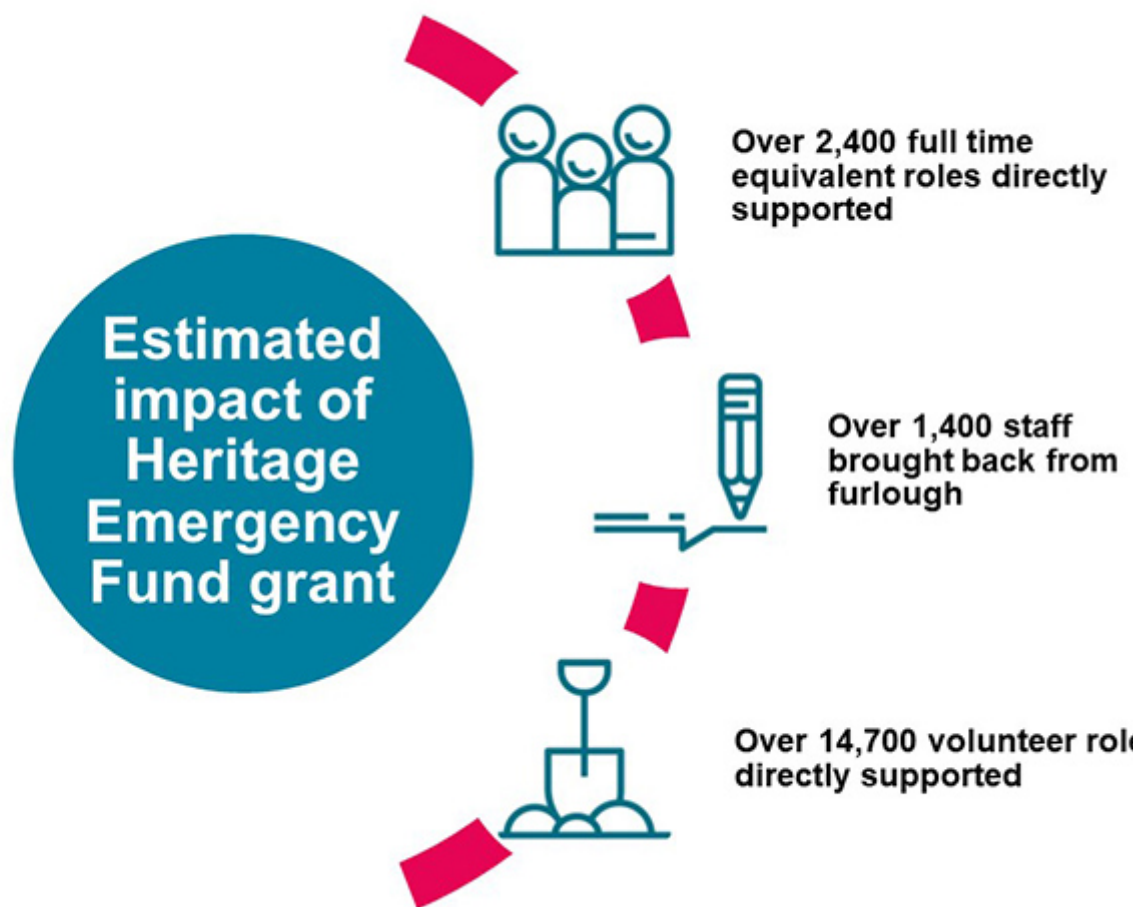 Estimated
impact of
Heritage
Emergency
Fund grant
Over 2,400 full time
equivalent roles directly
supported
Over 1,400 staff
brought back from
furlough
Over 14,700 volunteer role
directly supported